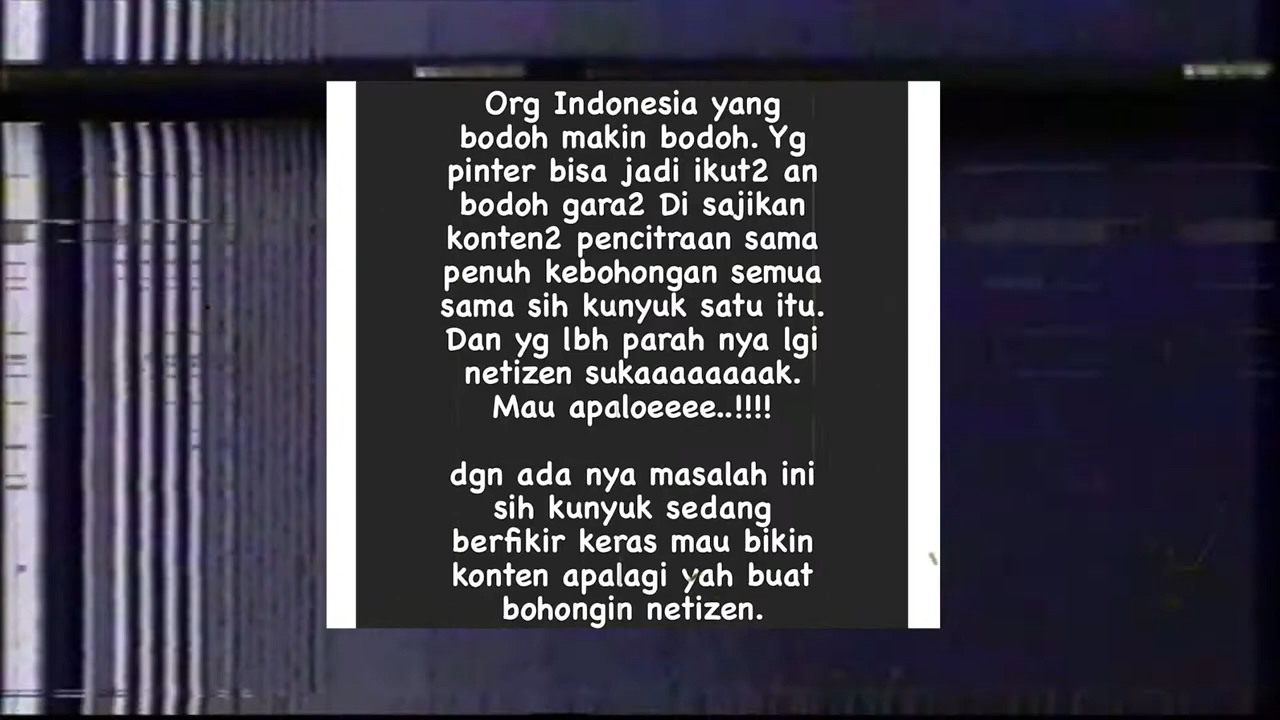 Org Indonesia yang
bodoh makin bodoh. Yg
pinter bisa jadi ikut2 an
bodoh gara2 Di sajikan
konten2 pencitraan sama
penuh kebohongan semua
sama sih kunyuk satu itu.
Dan yg lbh parah nya lgi
netizen sukaaaaaaaak.
Mau apaloeeee..!!!!
dgn ada nya masalah ini
sih kunyuk sedang
berfikir keras mau bikin
konten apalagi yah buat
bohongin netizen.